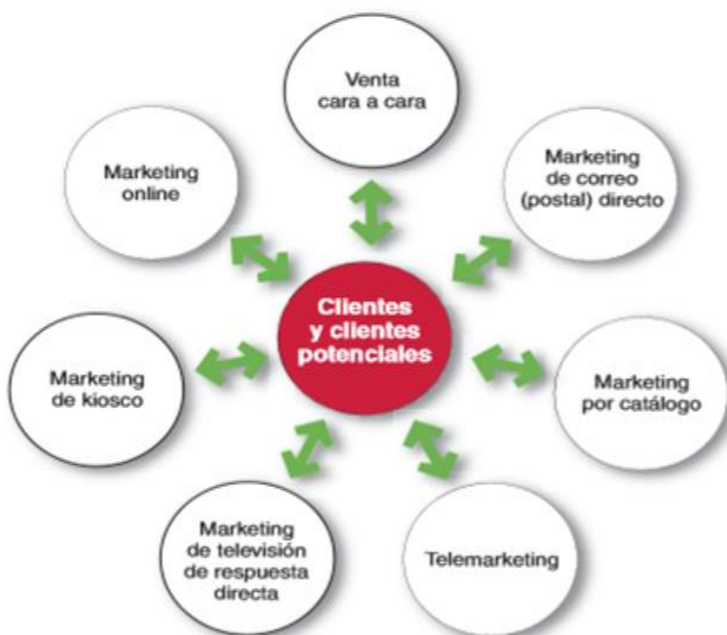 Venta
cara a cara
Marketing
de correo
(postal) directo
Marketing
por catálogo
Telemarketing
Marketing
de televisión
de respuesta
directa
Marketing
de kiosco
Marketing
online
Clientes
y clientes
potenciales